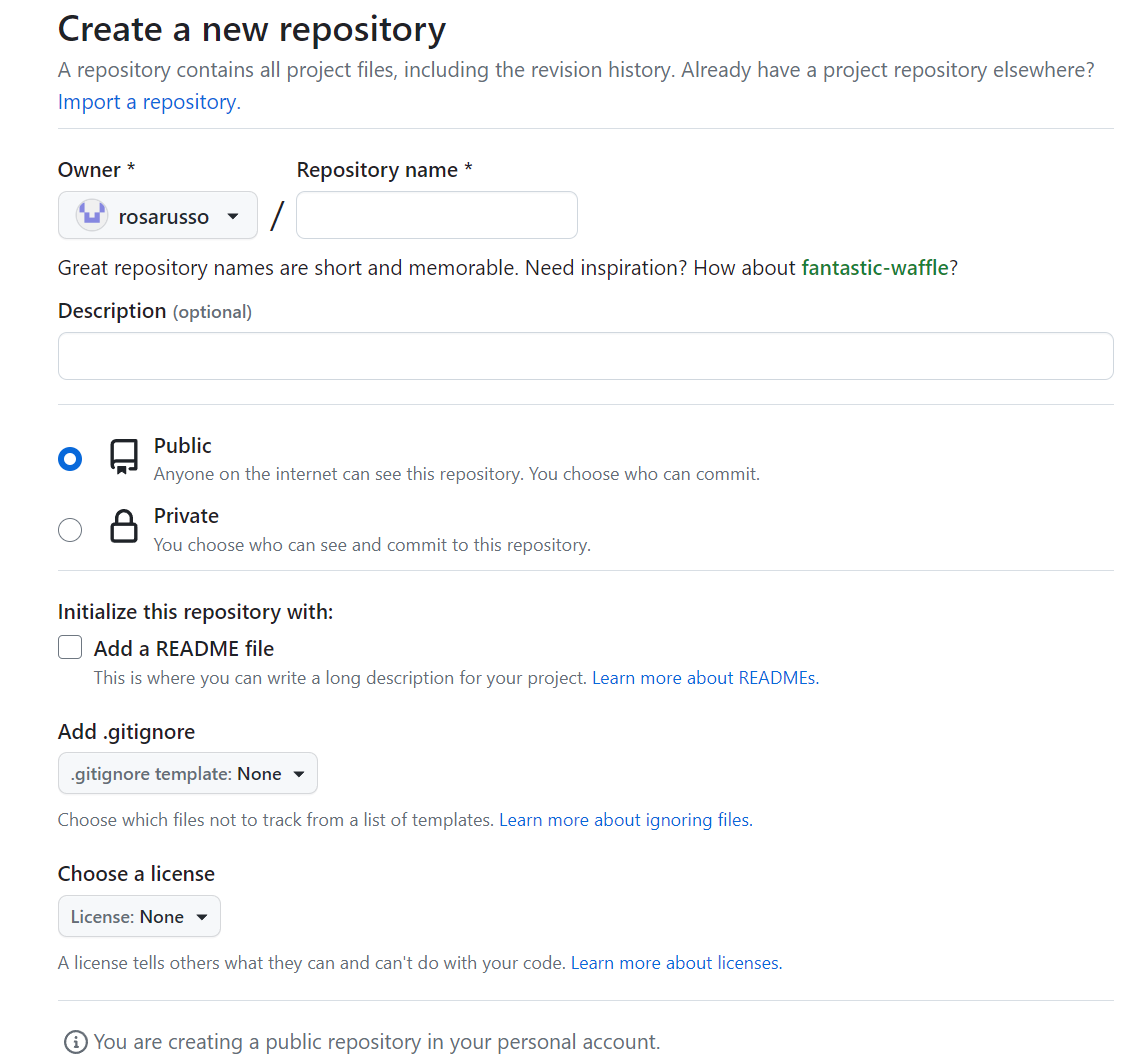 Create a new repository
A repository contains all project files, including the revision history. Already have a project repository elsewhere?
Import a repository.
Owner * Repository name *
rosarusso /
Great repository names are short and memorable. Need inspiration? How about fantastic-waffle?
Description (optional)
Public
Anyone on the internet can see this repository. You choose who can commit.
Private
You choose who can see and commit to this repository.
Initialize this repository with:
Add a README file
This is where you can write a long description for your project. Learn more about READMEs.
Add .gitignore
.gitignore template: None
Choose which files not to track from a list of templates. Learn more about ignoring files.
Choose a license
License: None
A license tells others what they can and can't do with your code. Learn more about licenses.
You are creating a public repository in your personal account.